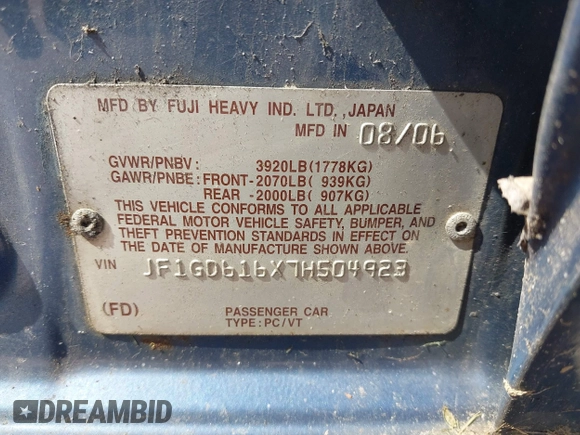 MFD BY FUJI HEAVY IND. LTD., JAPAN
MFD IN 08/06
GVWR/PNBV: 3920LB(1778KG)
GAWR/PNBE: FRONT-2070LB( 939KG)
REAR -2000LB( 907KG)
THIS VEHICLE CONFORMS TO ALL APPLICABLE
FEDERAL MOTOR VEHICLE SAFETY, BUMPER, AND
THEFT PREVENTION STANDARDS IN EFFECT ON
THE DATE OF MANUFACTURE SHOWN ABOVE.
VIN JF1GD616X7H504923
(FD) PASSENGER CAR
TYPE: PC/VT
DREAMBID